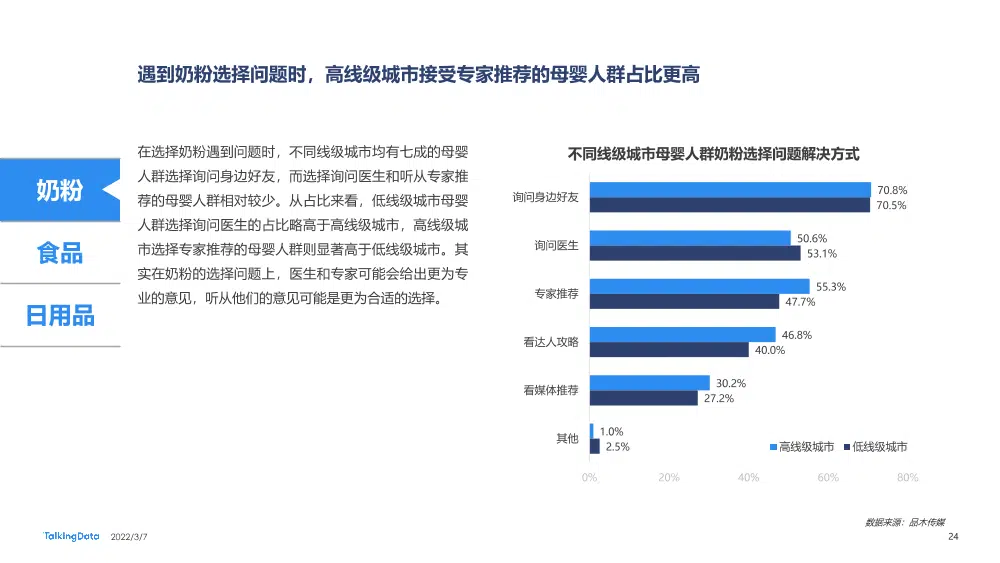 遇到奶粉选择问题时，高线级城市接受专家推荐的母婴人群占比更高
奶粉
食品
日用品
在选择奶粉遇到问题时，不同线级城市均有七成的母婴
人群选择询问身边好友，而选择询问医生和听从专家推
荐的母婴人群相对较少。从占比来看，低线级城市母婴
人群选择询问医生的占比略高于高线级城市，高线级城
市选择专家推荐的母婴人群则显著高于低线级城市。其
实在奶粉的选择问题上，医生和专家可能会给出更为专
业的意见，听从他们的意见可能是更为合适的选择。
不同线级城市母婴人群奶粉选择问题解决方式
询问身边好友
70.8%
70.5%
询问医生
50.6%
53.1%
专家推荐
55.3%
47.7%
看达人攻略
46.8%
40.0%
看媒体推荐
30.2%
27.2%
其他
1.0%
2.5%
高线级城市 低线级城市
0% 20% 40% 60% 80%
数据来源：品木传媒
TalkingData 2022/3/7
24